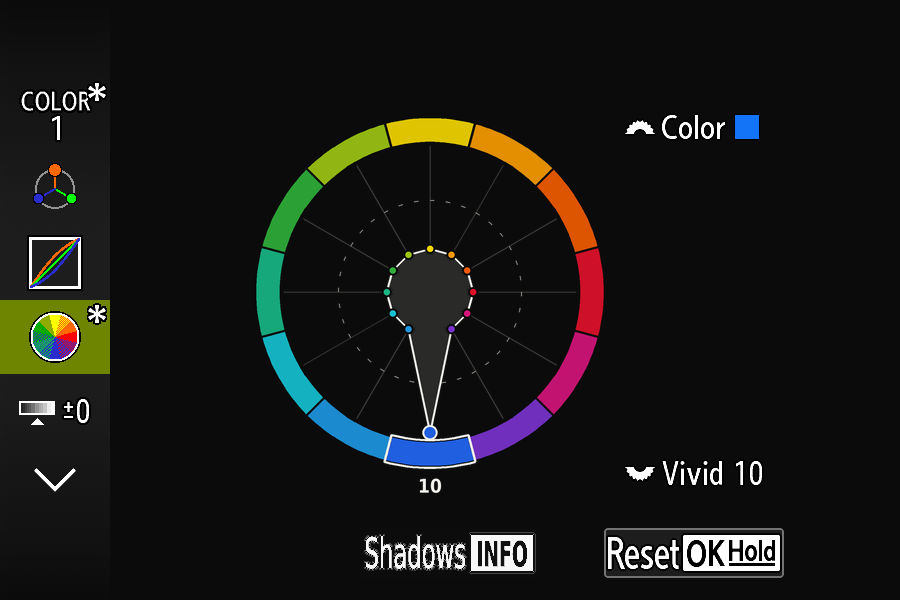 COLOR*
1
Color
*
±0
Vivid 10
10
Shadows INFO
Reset OK Hold